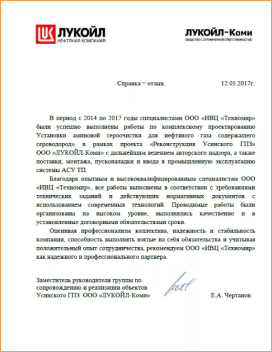 ЛУКОЙЛ
НЕФТЯНАЯ КОМПАНИЯ
ЛУКОЙЛ-Коми
ОБЩЕСТВО С ОГРАНИЧЕННОЙ ОТВЕТСТВЕННОСТЬЮ
Справка – отзыв. 12.05.2017г.
В период с 2014 по 2017 годы специалистами ООО «ИВЦ «Техномир»
были успешно выполнены работы по комплексному проектированию
Установки аминовой сероочистки для нефтяного газа содержащего
сероводород» в рамках проекта «Реконструкция Усинского ГПЗ»
ООО «ЛУКОЙЛ-Коми» с дальнейшим ведением авторского надзора, а также
поставки, монтажа, пусконаладки и ввода в промышленную эксплуатацию
системы АСУ ТП.
Благодаря опытным и высококвалифицированным специалистам ООО
«ИВЦ «Техномир», все работы выполнены в соответствии с требованиями
технических заданий и действующих нормативных документов с
использованием современных технологий. Проводимые работы были
организованы на высоком уровне, выполнялись качественно и в
установленные договорными обязательствами сроки.
Оценивая профессионализм коллектива, надежность и стабильность
компании, способность выполнить взятые на себя обязательства и учитывая
положительный опыт сотрудничества, рекомендуем ООО «ИВЦ «Техномир»
как надежного и профессионального партнера.
Заместитель руководителя группы по
сопровождению и реализации объектов
Усинского ГПЗ ООО «ЛУКОЙЛ-Коми» Е.А. Чертанов